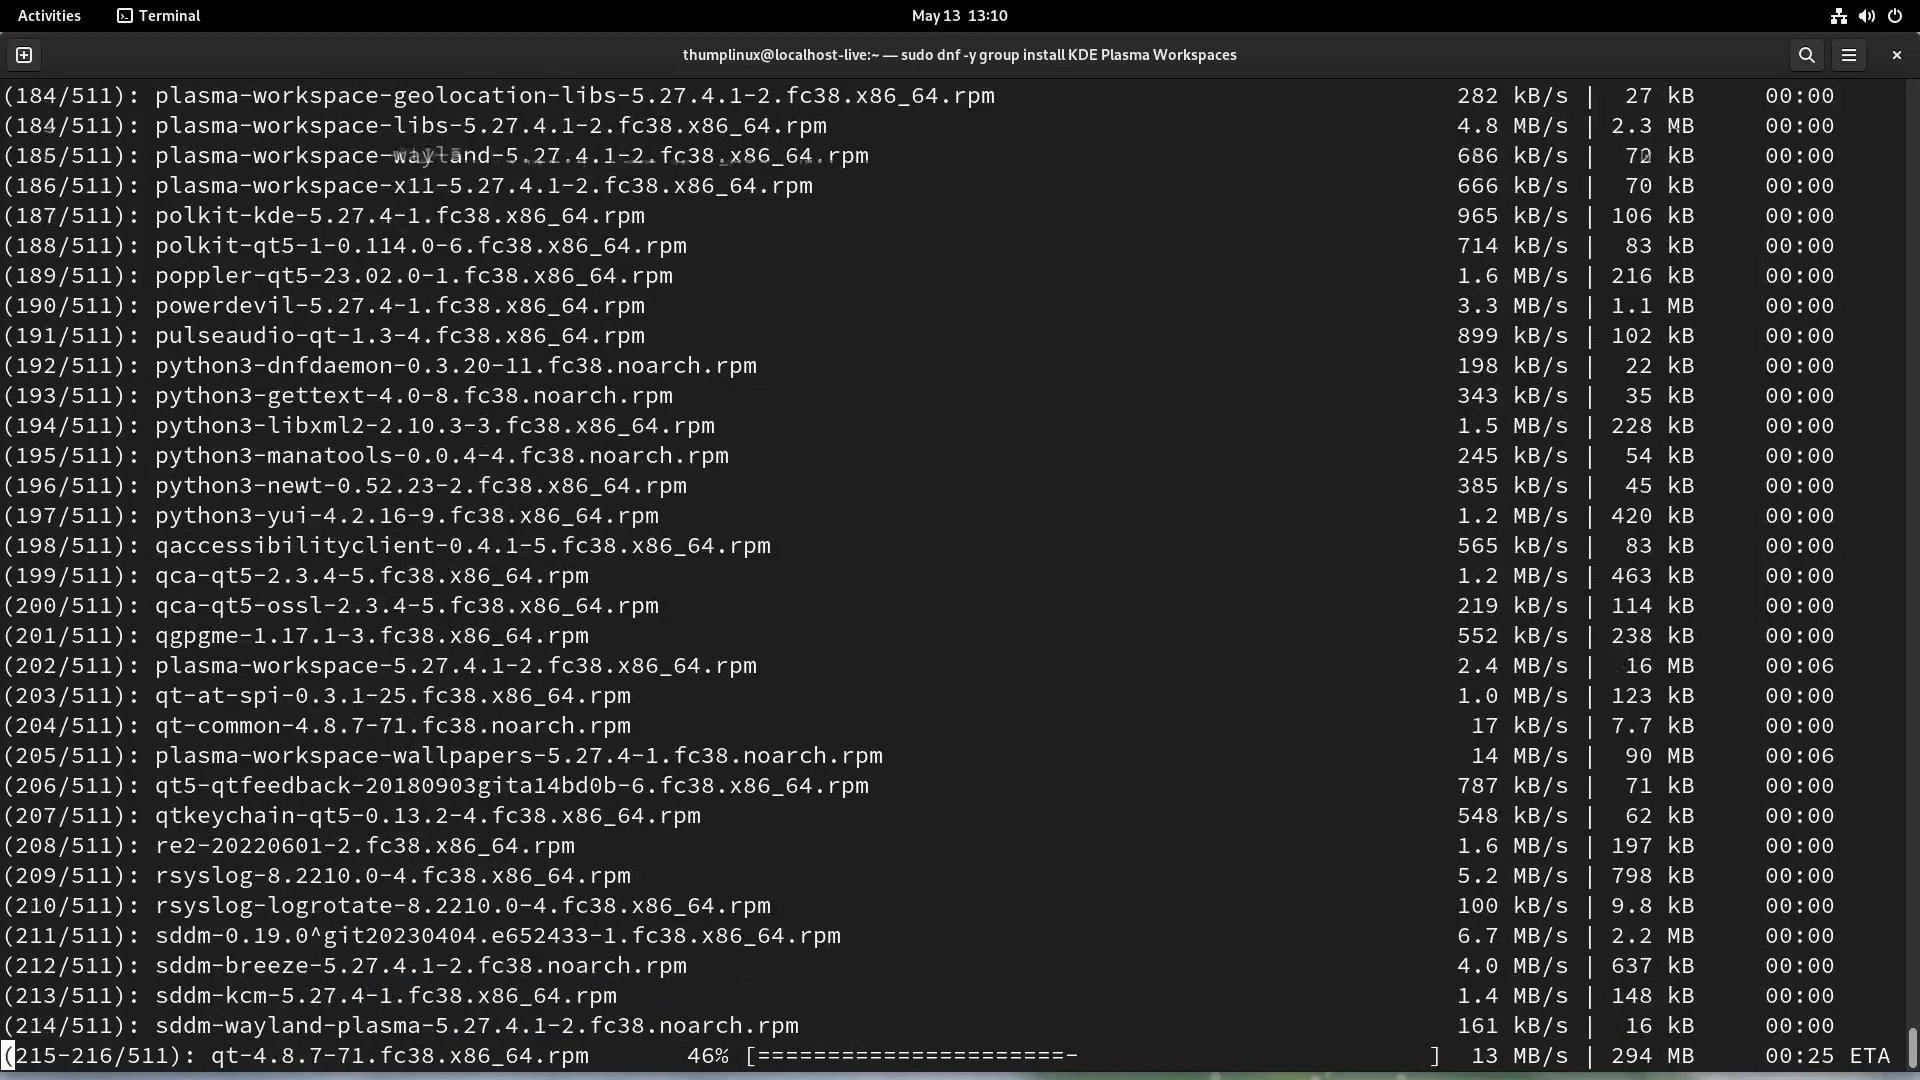 Activities Terminal May 13 13:10
thumplinux@localhost-live:~ — sudo dnf -y group install KDE Plasma Workspaces
(184/511): plasma-workspace-geolocation-libs-5.27.4.1-2.fc38.x86_64.rpm 282 kB/s | 27 kB 00:00
(184/511): plasma-workspace-libs-5.27.4.1-2.fc38.x86_64.rpm 4.8 MB/s | 2.3 MB 00:00
(185/511): plasma-workspace-wayland-5.27.4.1-2.fc38.x86_64.rpm 686 kB/s | 70 kB 00:00
(186/511): plasma-workspace-x11-5.27.4.1-2.fc38.x86_64.rpm 666 kB/s | 70 kB 00:00
(187/511): polkit-kde-5.27.4-1.fc38.x86_64.rpm 965 kB/s | 106 kB 00:00
(188/511): polkit-qt5-1-0.114.0-6.fc38.x86_64.rpm 714 kB/s | 83 kB 00:00
(189/511): poppler-qt5-23.02.0-1.fc38.x86_64.rpm 1.6 MB/s | 216 kB 00:00
(190/511): powerdevil-5.27.4-1.fc38.x86_64.rpm 3.3 MB/s | 1.1 MB 00:00
(191/511): pulseaudio-qt-1.3-4.fc38.x86_64.rpm 899 kB/s | 102 kB 00:00
(192/511): python3-dnfdaemon-0.3.20-11.fc38.noarch.rpm 198 kB/s | 22 kB 00:00
(193/511): python3-gettext-4.0-8.fc38.noarch.rpm 343 kB/s | 35 kB 00:00
(194/511): python3-libxml2-2.10.3-3.fc38.x86_64.rpm 1.5 MB/s | 228 kB 00:00
(195/511): python3-manatools-0.0.4-4.fc38.noarch.rpm 245 kB/s | 54 kB 00:00
(196/511): python3-newt-0.52.23-2.fc38.x86_64.rpm 385 kB/s | 45 kB 00:00
(197/511): python3-yui-4.2.16-9.fc38.x86_64.rpm 1.2 MB/s | 420 kB 00:00
(198/511): qaccessibilityclient-0.4.1-5.fc38.x86_64.rpm 565 kB/s | 83 kB 00:00
(199/511): qca-qt5-2.3.4-5.fc38.x86_64.rpm 1.2 MB/s | 463 kB 00:00
(200/511): qca-qt5-ossl-2.3.4-5.fc38.x86_64.rpm 219 kB/s | 114 kB 00:00
(201/511): qgpgme-1.17.1-3.fc38.x86_64.rpm 552 kB/s | 238 kB 00:00
(202/511): plasma-workspace-5.27.4.1-2.fc38.x86_64.rpm 2.4 MB/s | 16 MB 00:06
(203/511): qt-at-spi-0.3.1-25.fc38.x86_64.rpm 1.0 MB/s | 123 kB 00:00
(204/511): qt-common-4.8.7-71.fc38.noarch.rpm 17 kB/s | 7.7 kB 00:00
(205/511): plasma-workspace-wallpapers-5.27.4-1.fc38.noarch.rpm 14 MB/s | 90 MB 00:06
(206/511): qt5-qtfeedback-20180903gita14bd0b-6.fc38.x86_64.rpm 787 kB/s | 71 kB 00:00
(207/511): qtkeychain-qt5-0.13.2-4.fc38.x86_64.rpm 548 kB/s | 62 kB 00:00
(208/511): re2-20220601-2.fc38.x86_64.rpm 1.6 MB/s | 197 kB 00:00
(209/511): rsyslog-8.2210.0-4.fc38.x86_64.rpm 5.2 MB/s | 798 kB 00:00
(210/511): rsyslog-logrotate-8.2210.0-4.fc38.x86_64.rpm 100 kB/s | 9.8 kB 00:00
(211/511): sddm-0.19.0^git20230404.e652433-1.fc38.x86_64.rpm 6.7 MB/s | 2.2 MB 00:00
(212/511): sddm-breeze-5.27.4.1-2.fc38.noarch.rpm 4.0 MB/s | 637 kB 00:00
(213/511): sddm-kcm-5.27.4-1.fc38.x86_64.rpm 1.4 MB/s | 148 kB 00:00
(214/511): sddm-wayland-plasma-5.27.4.1-2.fc38.noarch.rpm 161 kB/s | 16 kB 00:00
(215-216/511): qt-4.8.7-71.fc38.x86_64.rpm 46% [======================- ] 13 MB/s | 294 MB 00:25 ETA